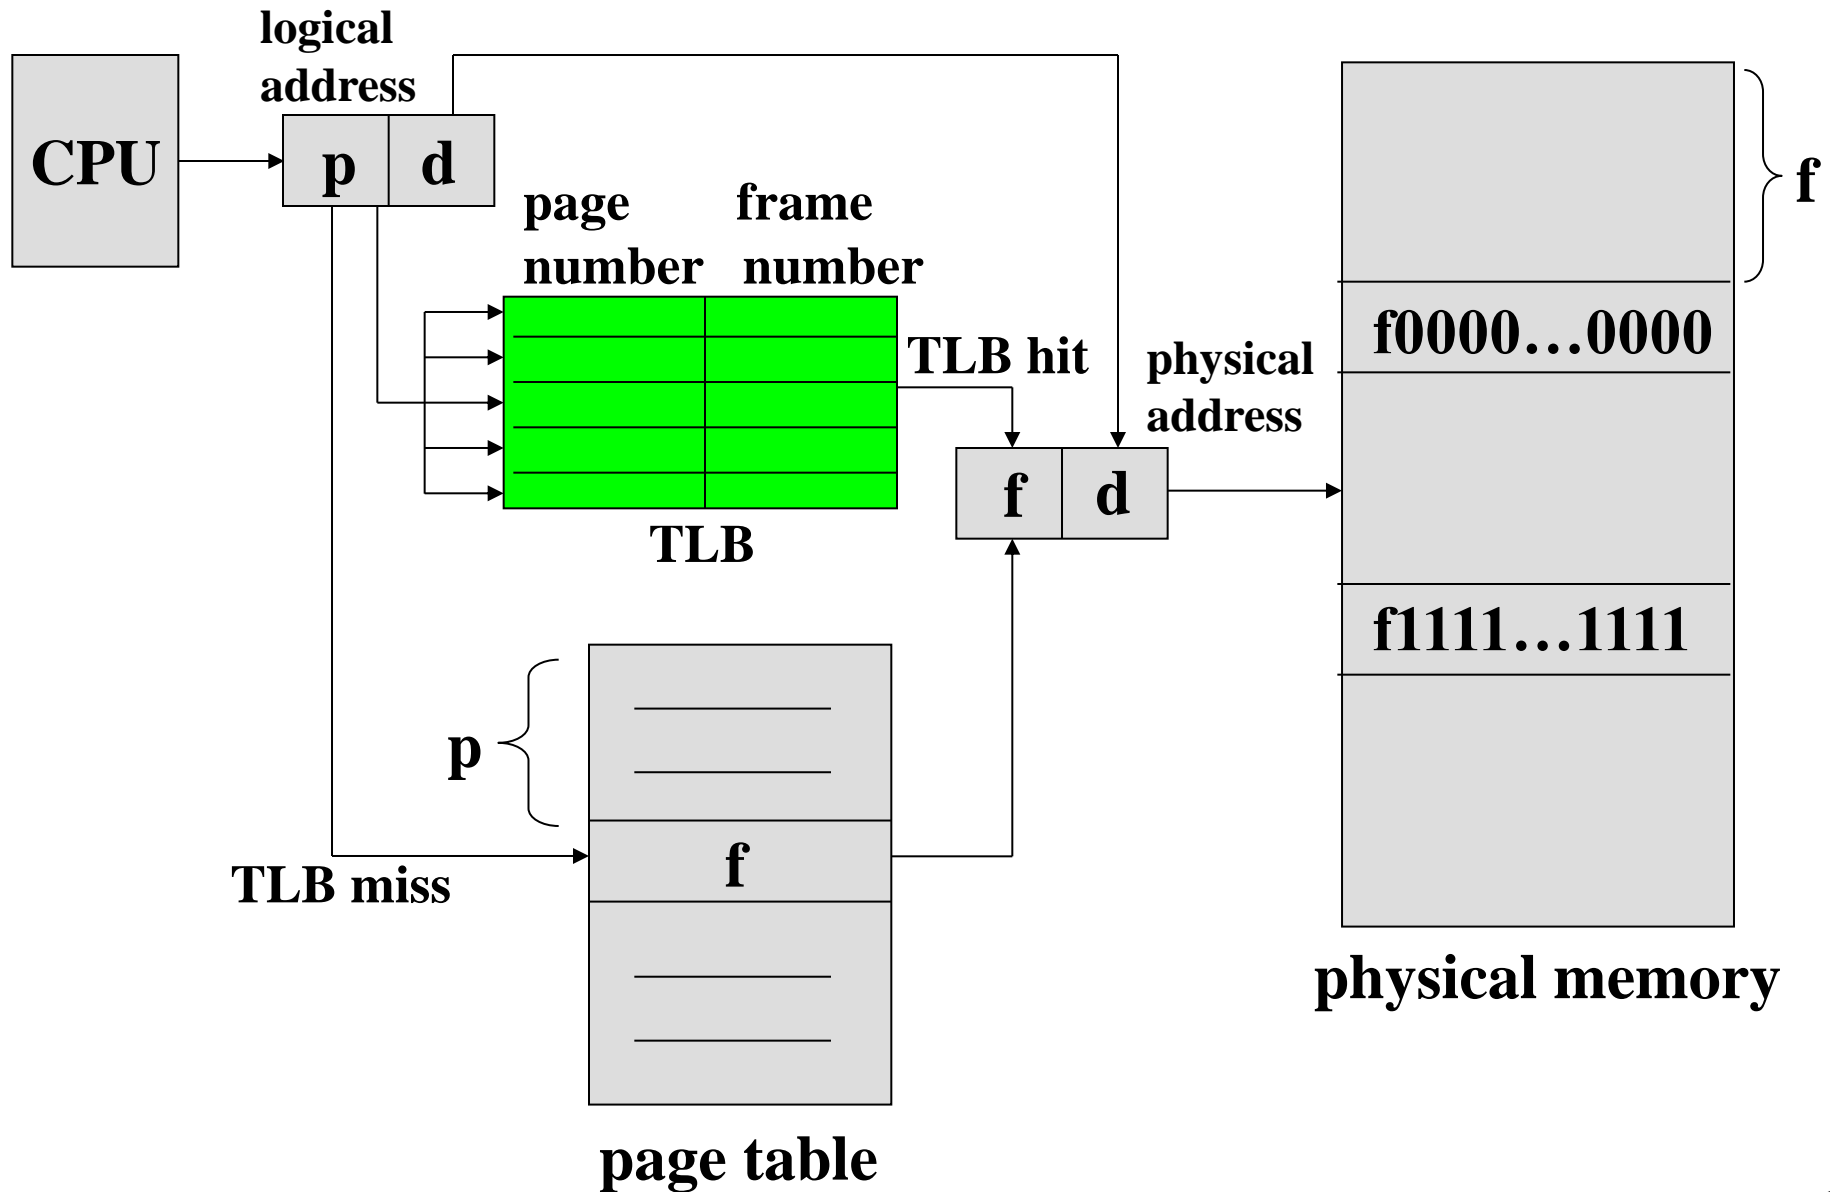 logical
address
CPU
p
d
page
number
frame
number
TLB hit
TLB
physical
address
f
d
f
f0000…0000
f1111…1111
physical memory
p
f
TLB miss
page table